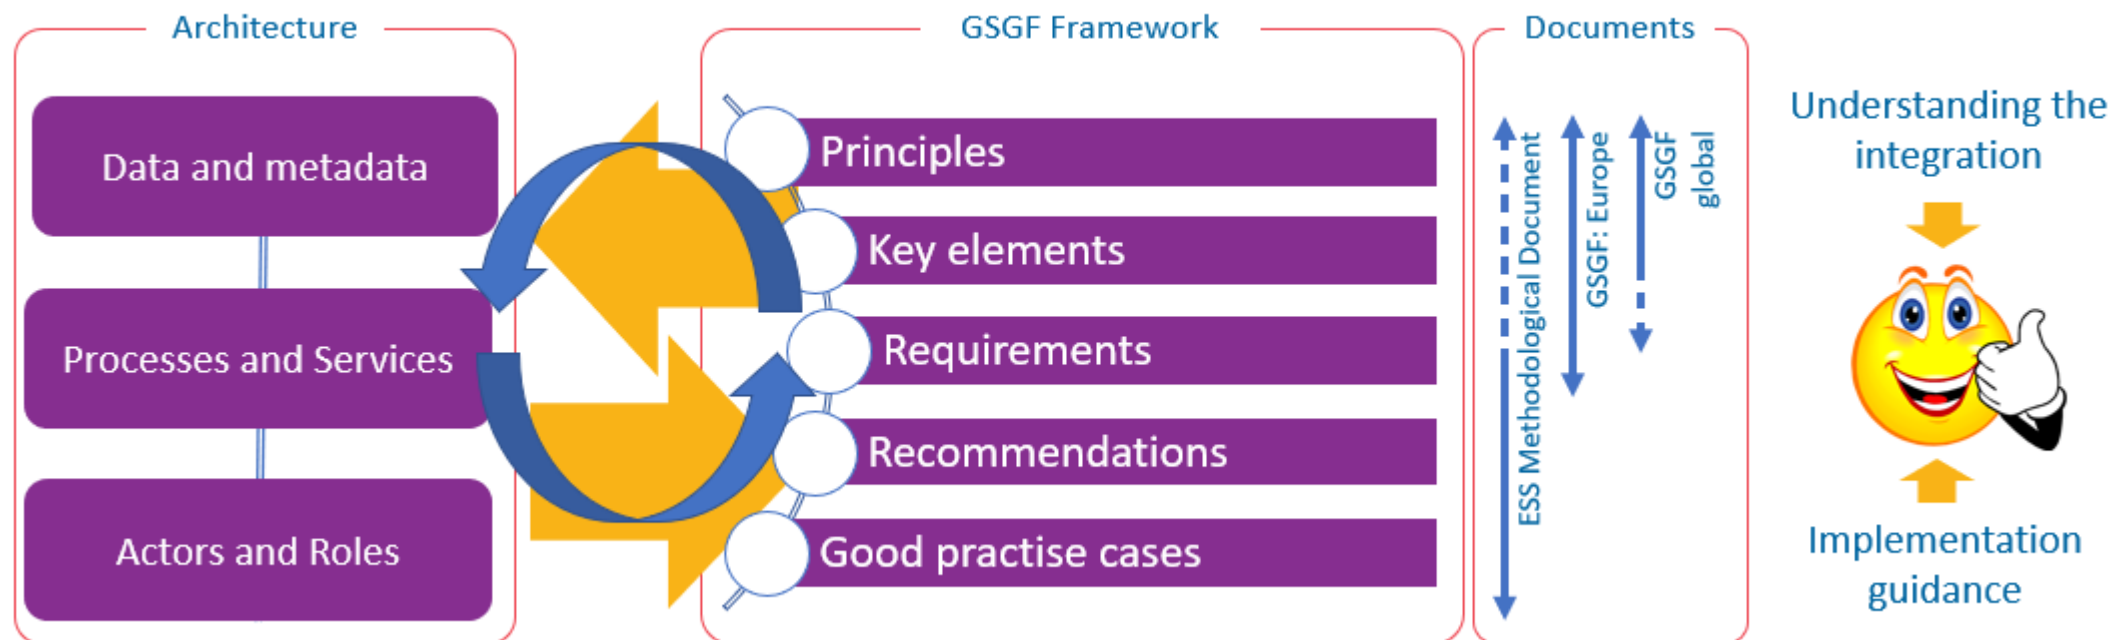 Architecture
Data and metadata
Processes and Services
Actors and Roles
GSGF Framework
Principles
Key elements
Requirements
Recommendations
Good practise cases
Documents
ESS Methodological Document
GSGF: Europe
GSGF
global
Understanding the
integration
Implementation
guidance